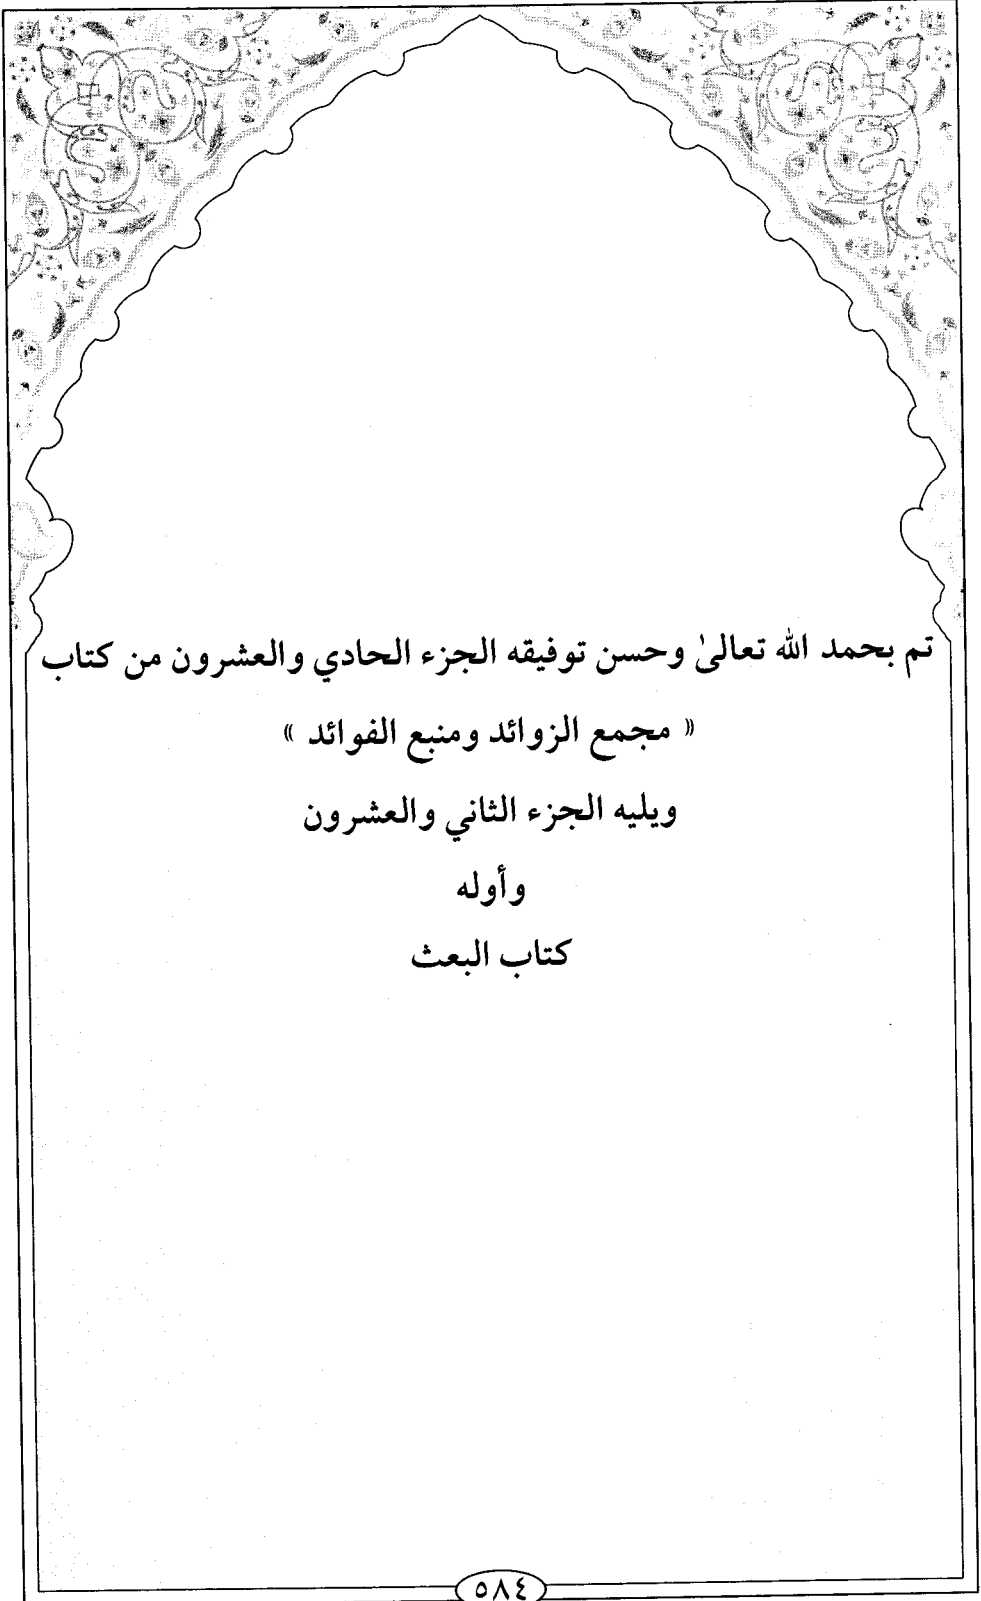 تم بحمد الله تعالىٰ وحسن توفيقه الجزء الحادي والعشرون من كتاب
« مجمع الزوائد ومنبع الفوائد »
ويليه الجزء الثاني والعشرون
وأوله
كتاب البعث
٥٨٤